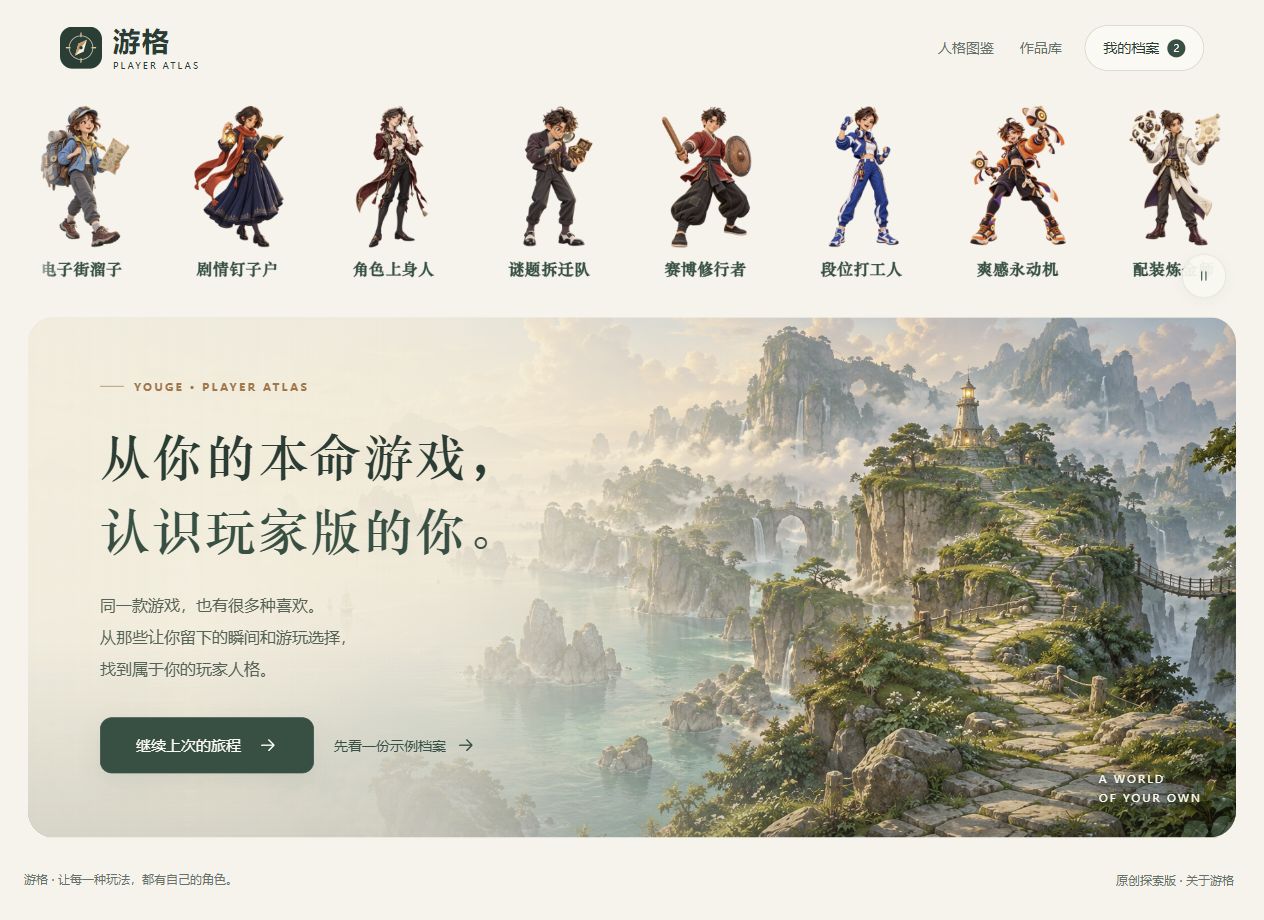 游格
PLAYER ATLAS
人格图鉴
作品库
我的档案 2
电子街溜子
剧情钉子户
角色上身人
谜题拆迁队
赛博修行者
段位打工人
爽感永动机
配装炼
YOUGE • PLAYER ATLAS
从你的本命游戏，
认识玩家版的你。
同一款游戏，也有很多种喜欢。
从那些让你留下的瞬间和游玩选择，
找到属于你的玩家人格。
继续上次的旅程 →
先看一份示例档案 →
A WORLD
OF YOUR OWN
游格 · 让每一种玩法，都有自己的角色。
原创探索版 · 关于游格